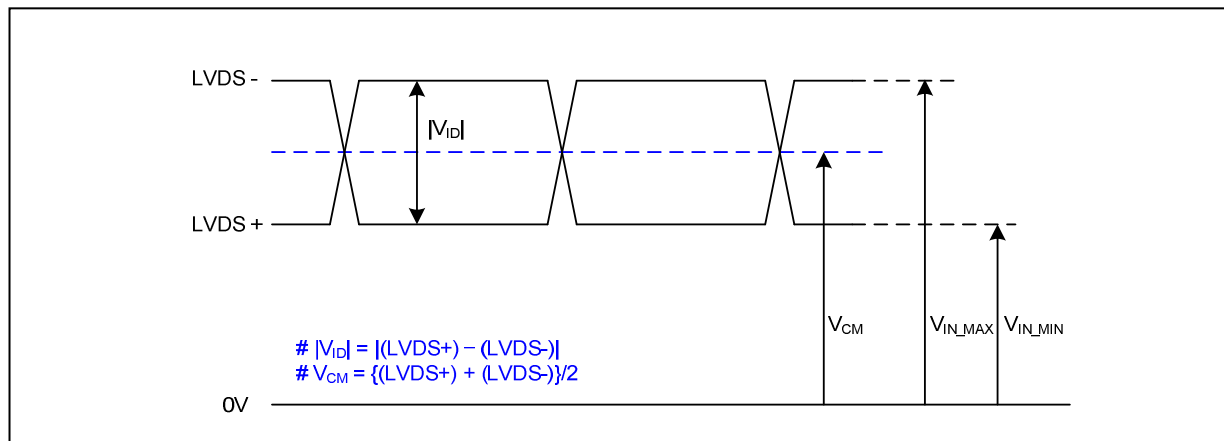 LVDS -
|VID|
LVDS +
VCM
VIN_MAX
VIN_MIN
# |VID| = |(LVDS+) – (LVDS-)|
# VCM = {(LVDS+) + (LVDS-)}/2
0V